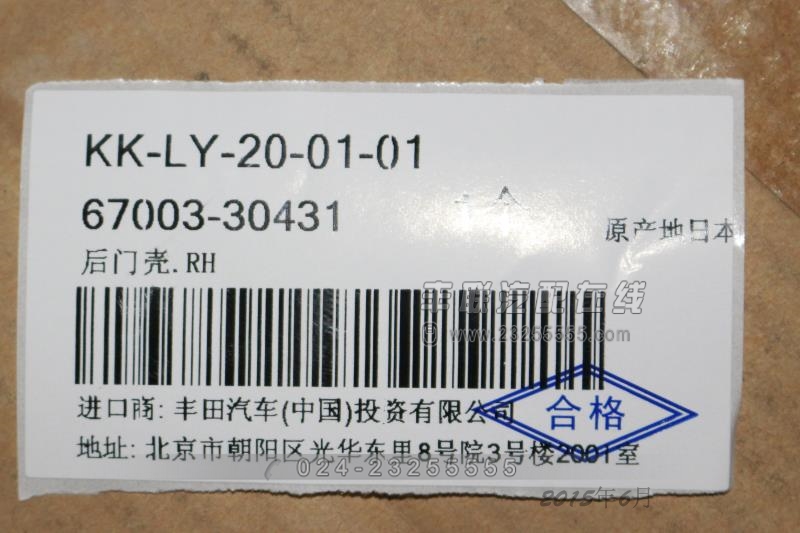 KK-LY-20-01-01
67003-30431
原产地日本
后门壳.RH
丰联汽配在线
www.23255555.com
进口商: 丰田汽车(中国)投资有限公司
合格
地址: 北京市朝阳区光华东里8号院3号楼2001室
024-23255555
2015年6月